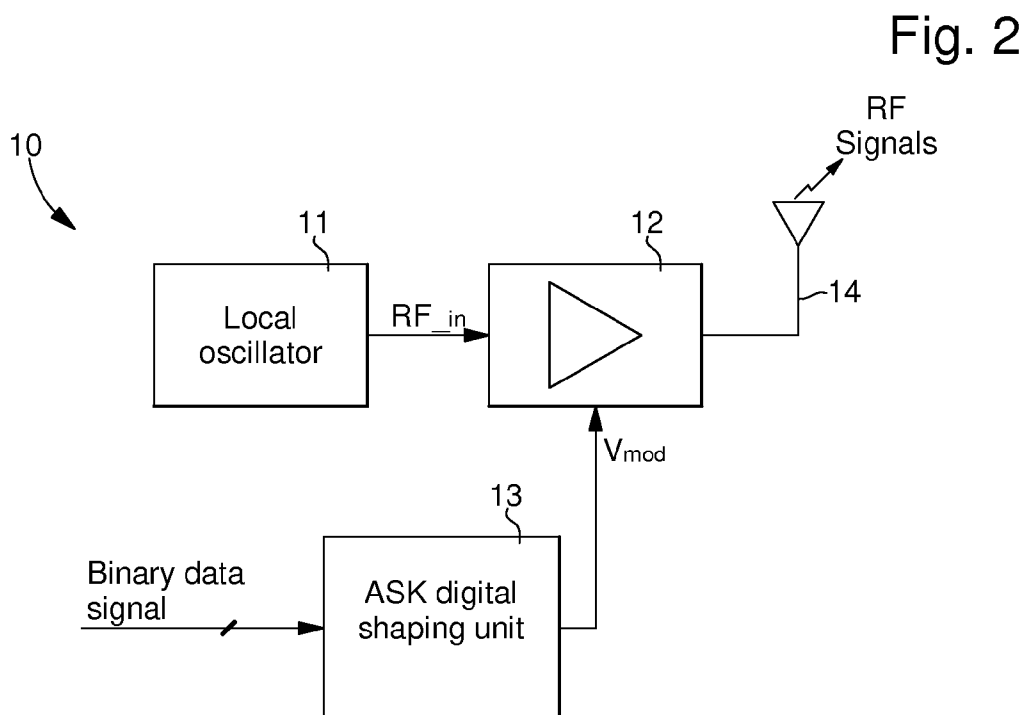 Fig. 2
RF
Signals
10
11
12
14
Local
oscillator
RF_in
Vmod
13
Binary data
signal
ASK digital
shaping unit